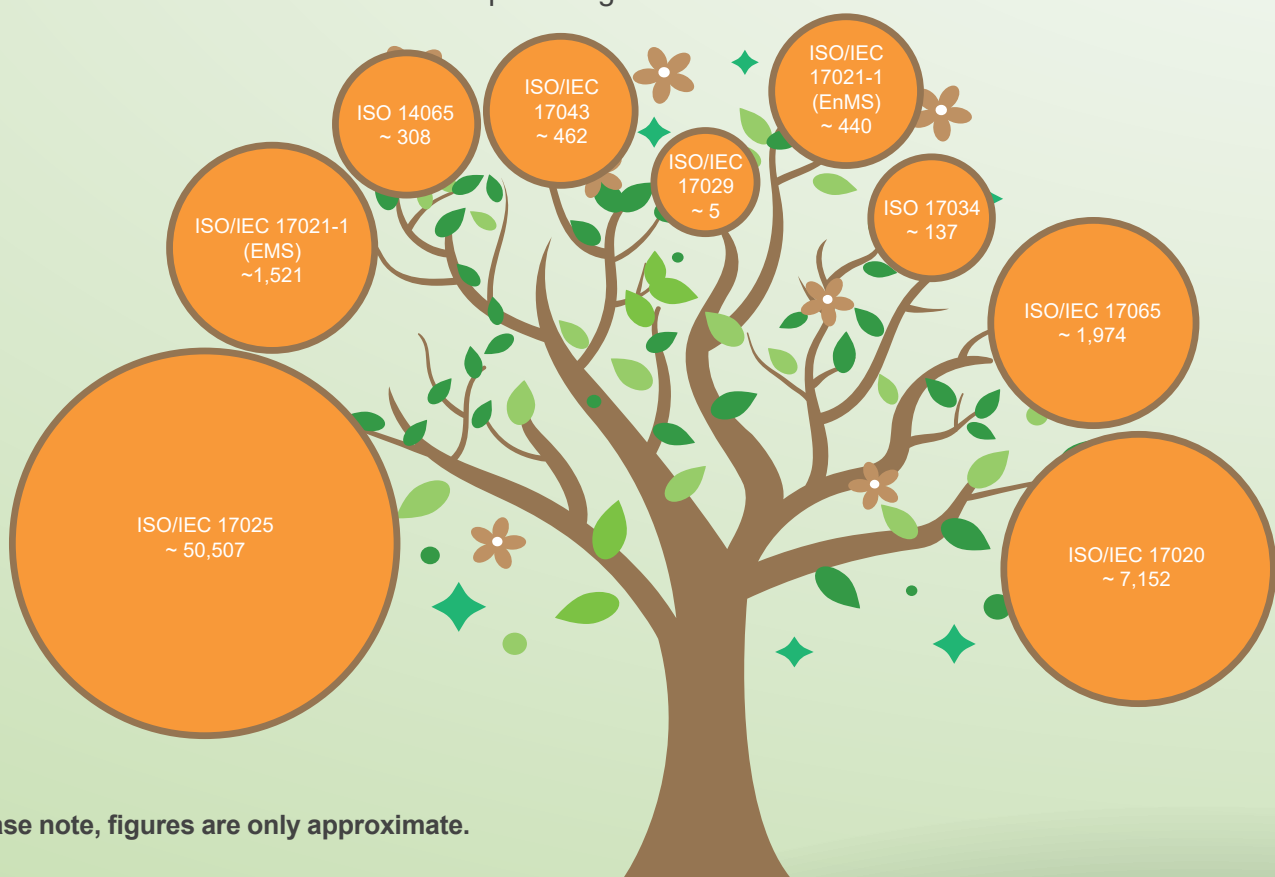 ISO/IEC
17021-1
(EnMS)
~ 440
ISO/IEC
17043
~ 462
ISO 14065
~ 308
ISO/IEC
17029
~ 5
ISO 17034
~ 137
ISO/IEC 17021-1
(EMS)
~1,521
ISO/IEC 17065
~ 1,974
ISO/IEC 17025
~ 50,507
ISO/IEC 17020
~ 7,152
note, figures are only approximate.